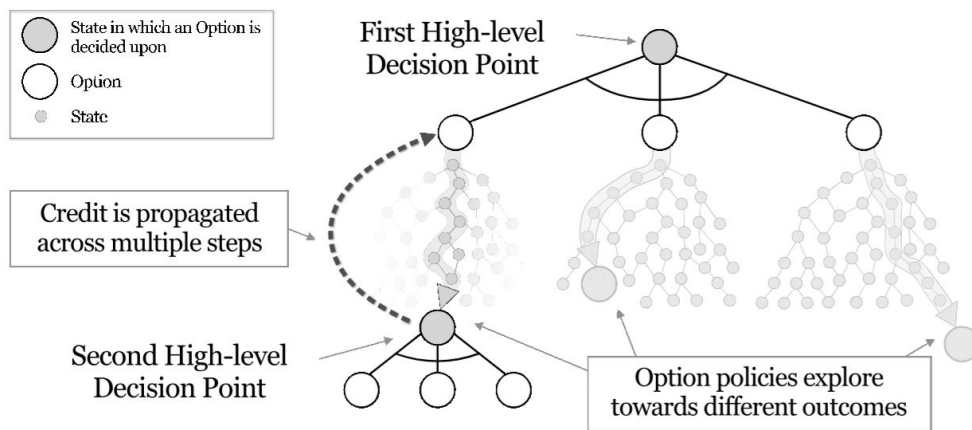 State in which an Option is
decided upon
Option
State
First High-level
Decision Point
Credit is propagated
across multiple steps
Second High-level
Decision Point
Option policies explore
towards different outcomes